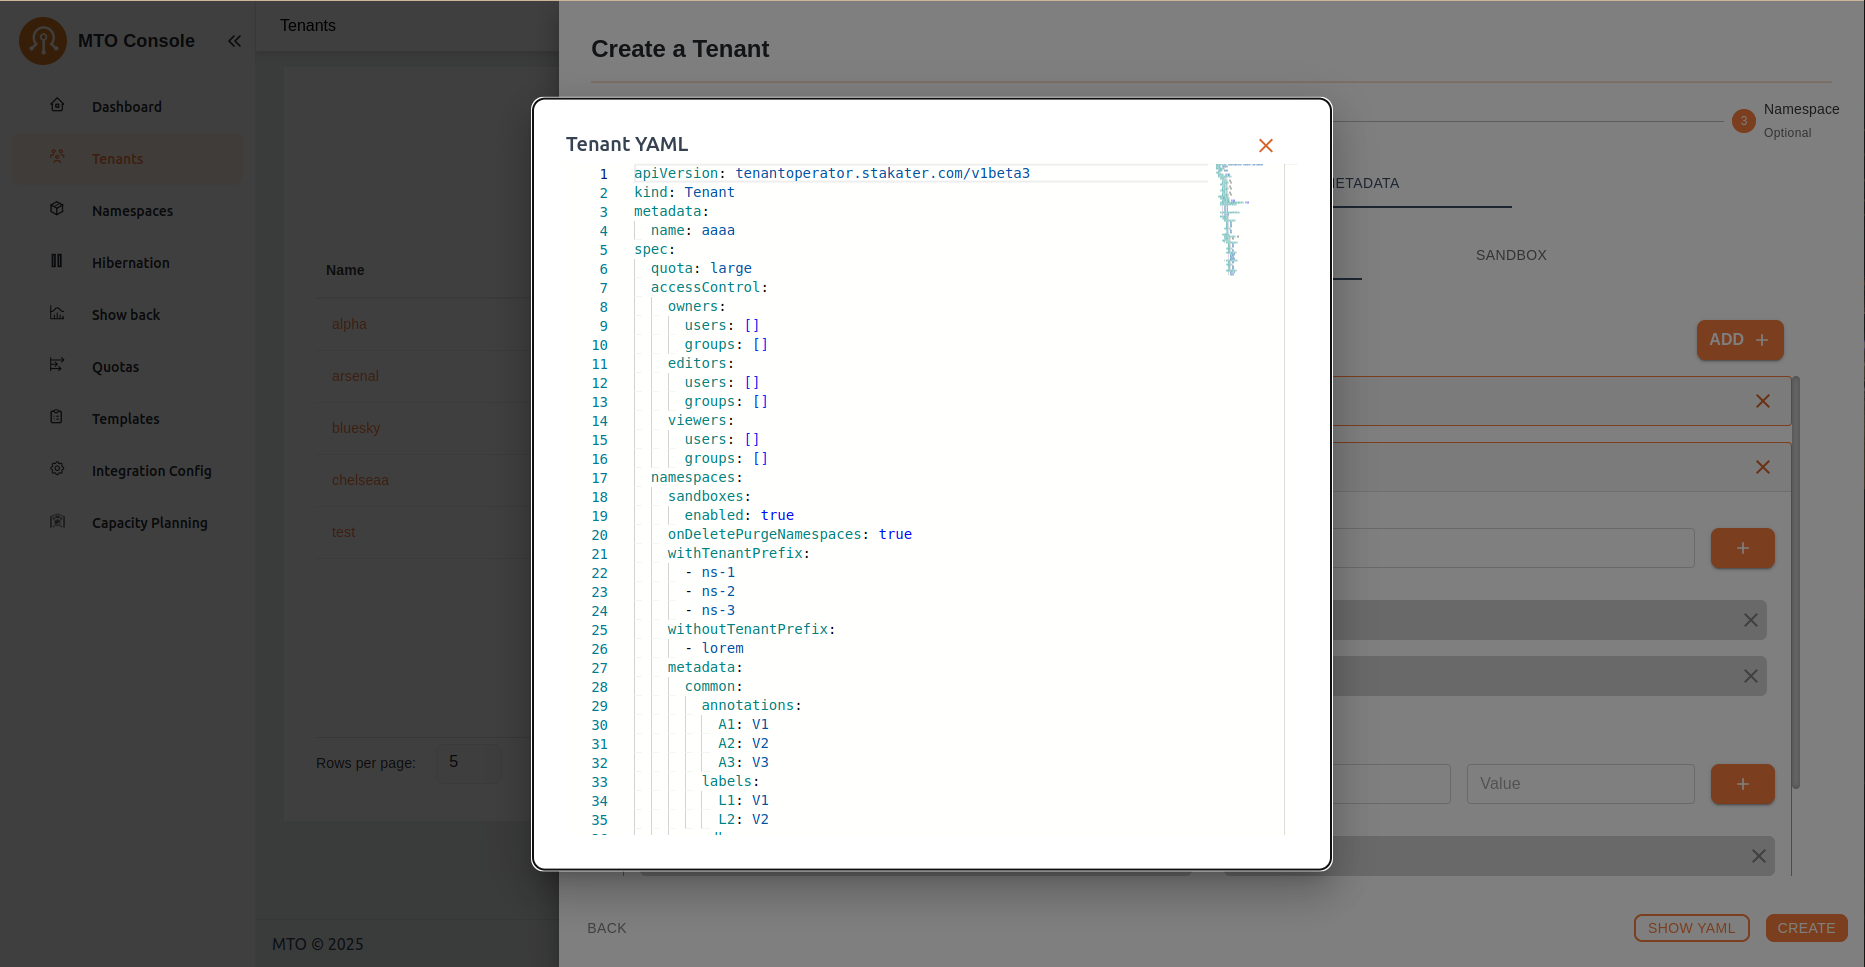 MTO Console
Dashboard
Tenants
Namespaces
Hibernation
Show back
Quotas
Templates
Integration Config
Capacity Planning
Tenants
Name
alpha
arsenal
bluesky
chelseaa
test
Rows per page: 5
MTO © 2025
Create a Tenant
3 Namespace
Optional
ETADATA
SANDBOX
ADD
Value
BACK
SHOW YAML
CREATE
Tenant YAML
1 apiVersion: tenantoperator.stakater.com/v1beta3
2 kind: Tenant
3 metadata:
4 name: aaaa
5 spec:
6 quota: large
7 accessControl:
8 owners:
9 users: []
10 groups: []
11 editors:
12 users: []
13 groups: []
14 viewers:
15 users: []
16 groups: []
17 namespaces:
18 sandboxes:
19 enabled: true
20 onDeletePurgeNamespaces: true
21 withTenantPrefix:
22 - ns-1
23 - ns-2
24 - ns-3
25 withoutTenantPrefix:
26 - lorem
27 metadata:
28 common:
29 annotations:
30 A1: V1
31 A2: V2
32 A3: V3
33 labels:
34 L1: V1
35 L2: V2